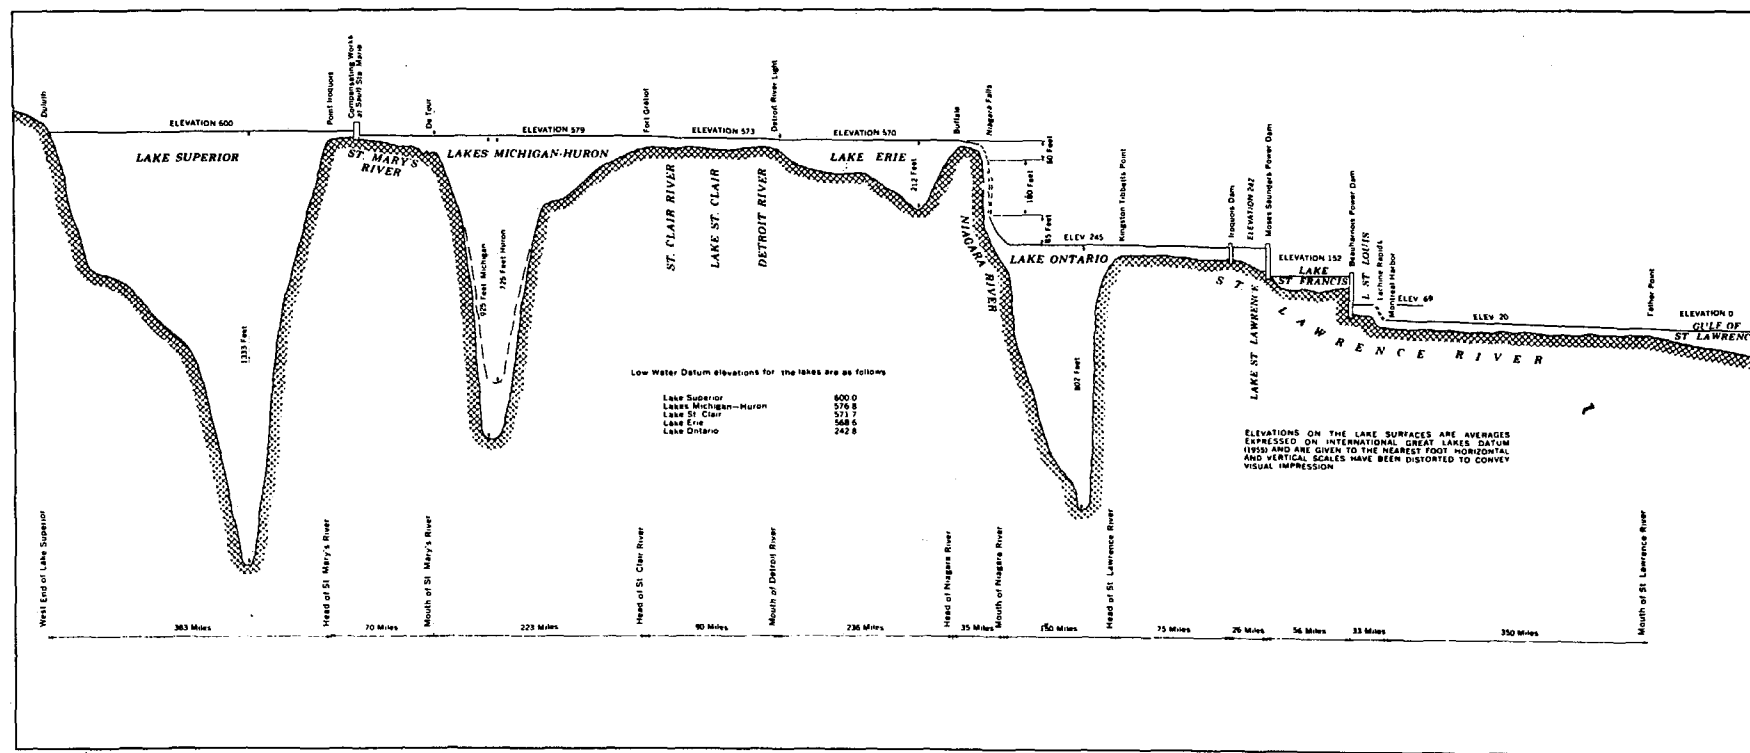 Duluth
Point Iroquois
Compensating Works
at Sault Ste Marie
De Tour
Fort Gratiot
Detroit River Light
Buffalo
Niagara Falls
ELEVATION 600
ELEVATION 579
ELEVATION 573
ELEVATION 570
LAKE SUPERIOR
ST. MARY'S
RIVER
LAKES MICHIGAN-HURON
LAKE ERIE
ST. CLAIR RIVER
LAKE ST. CLAIR
DETROIT RIVER
NIAGARA RIVER
50 Feet
180 Feet
85 Feet
Kingston Tibbetts Point
ELEV. 245
LAKE ONTARIO
Iroquois Dam
ELEVATION 242
Moses Saunders Power Dam
ELEVATION 152
LAKE
ST FRANCIS
Beauharnois Power Dam
L ST LOUIS
Lachine Rapids
Montreal Harbor
ELEV. 69
ELEV. 20
Father Point
ELEVATION 0
GULF OF
ST LAWRENC
ST. LAWRENCE RIVER
LAKE ST LAWRENCE
1333 Feet
925 Feet Michigan
725 Feet Huron
212 Feet
802 Feet
Low Water Datum elevations for the lakes are as follows
Lake Superior 600.0
Lakes Michigan—Huron 576.8
Lake St Clair 571.7
Lake Erie 568.6
Lake Ontario 242.8
ELEVATIONS ON THE LAKE SURFACES ARE AVERAGES
EXPRESSED ON INTERNATIONAL GREAT LAKES DATUM
(1955) AND ARE GIVEN TO THE NEAREST FOOT HORIZONTAL
AND VERTICAL SCALES HAVE BEEN DISTORTED TO CONVEY
VISUAL IMPRESSION
West End of Lake Superior
Head of St Mary's River
Mouth of St Mary's River
Head of St Clair River
Mouth of Detroit River
Head of Niagara River
Mouth of Niagara River
Head of St Lawrence River
Mouth of St Lawrence River
383 Miles
70 Miles
223 Miles
90 Miles
236 Miles
35 Miles
150 Miles
75 Miles
26 Miles
56 Miles
33 Miles
350 Miles